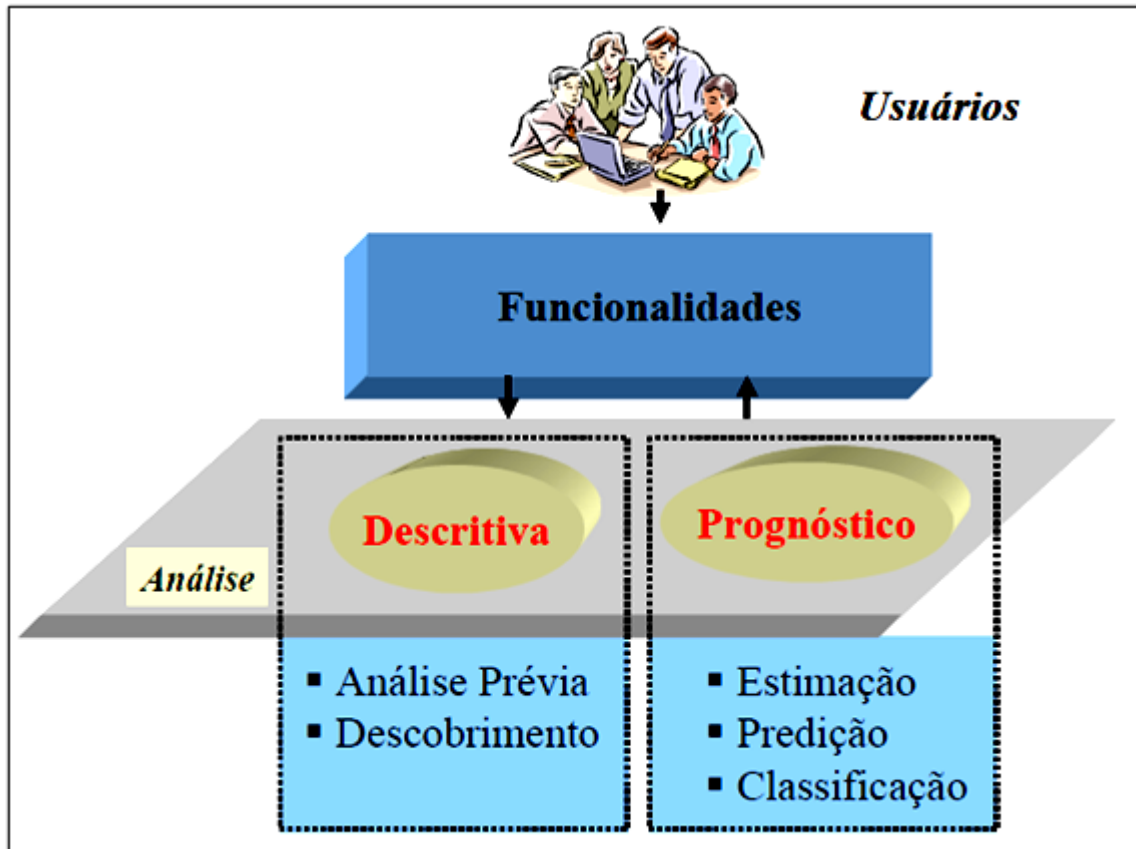 Usuários
Funcionalidades
Descritiva
Prognóstico
Análise
▪ Análise Prévia
▪ Descobrimento
▪ Estimação
▪ Predição
▪ Classificação